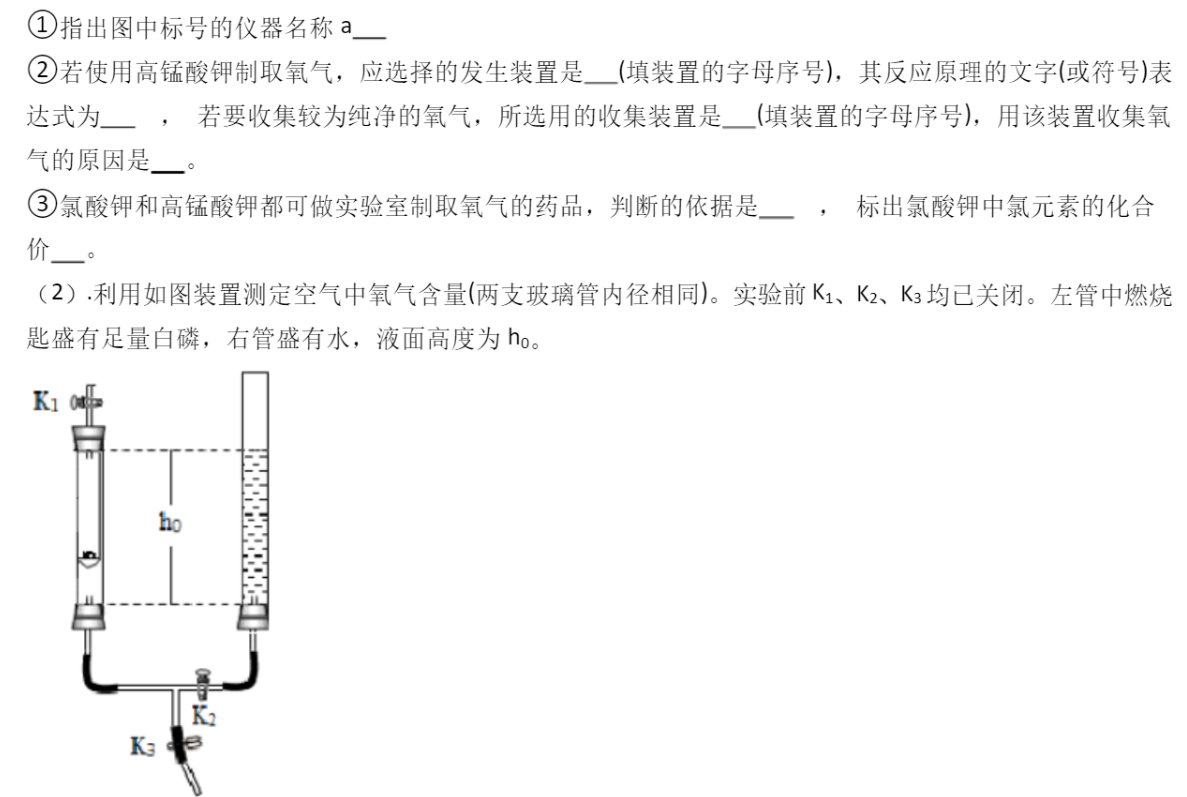 ①指出图中标号的仪器名称 a___
②若使用高锰酸钾制取氧气，应选择的发生装置是___(填装置的字母序号)，其反应原理的文字(或符号)表
达式为___ ， 若要收集较为纯净的氧气，所选用的收集装置是___(填装置的字母序号)，用该装置收集氧
气的原因是___。
③氯酸钾和高锰酸钾都可做实验室制取氧气的药品，判断的依据是___ ， 标出氯酸钾中氯元素的化合
价___。
（2）.利用如图装置测定空气中氧气含量(两支玻璃管内径相同)。实验前 K₁、K₂、K₃均已关闭。左管中燃烧
匙盛有足量白磷，右管盛有水，液面高度为 h₀。
K₁
h₀
K₂
K₃